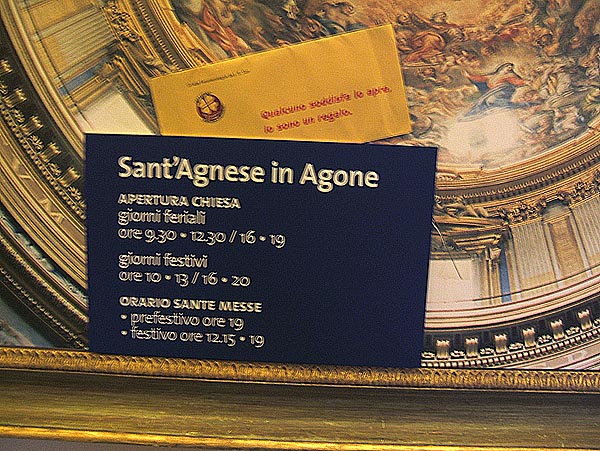 Qualcuno soddisfa lo apre,
Io sono un regalo.
Sant'Agnese in Agone
APERTURA CHIESA
giorni feriali
ore 9.30 • 12.30 / 16 • 19
giorni festivi
ore 10 • 13 / 16 • 20
ORARIO SANTE MESSE
• prefestivo ore 19
• festivo ore 12.15 • 19